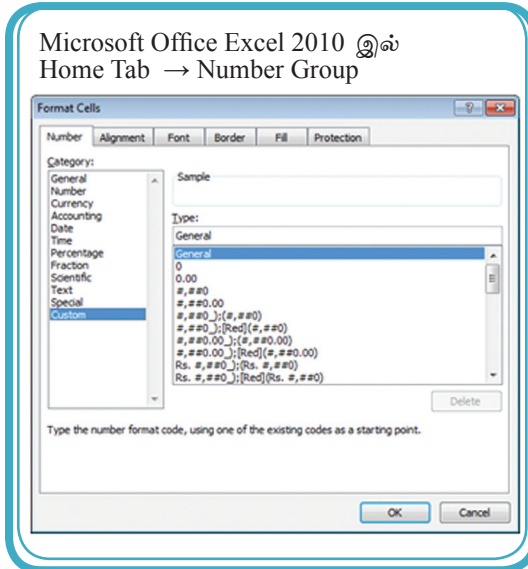 Microsoft Office Excel 2010 இல்
Home Tab → Number Group
Format Cells
Number Alignment Font Border Fill Protection
Category:
General
Number
Currency
Accounting
Date
Time
Percentage
Fraction
Scientific
Text
Special
Custom
Sample
Type:
General
General
0
0.00
#,##0
#,##0.00
#,##0_);(#,##0)
#,##0_);[Red](#,##0)
#,##0.00_);(#,##0.00)
#,##0.00_);[Red](#,##0.00)
Rs. #,##0_);(Rs. #,##0)
Rs. #,##0_);[Red](Rs. #,##0)
Delete
Type the number format code, using one of the existing codes as a starting point.
OK Cancel